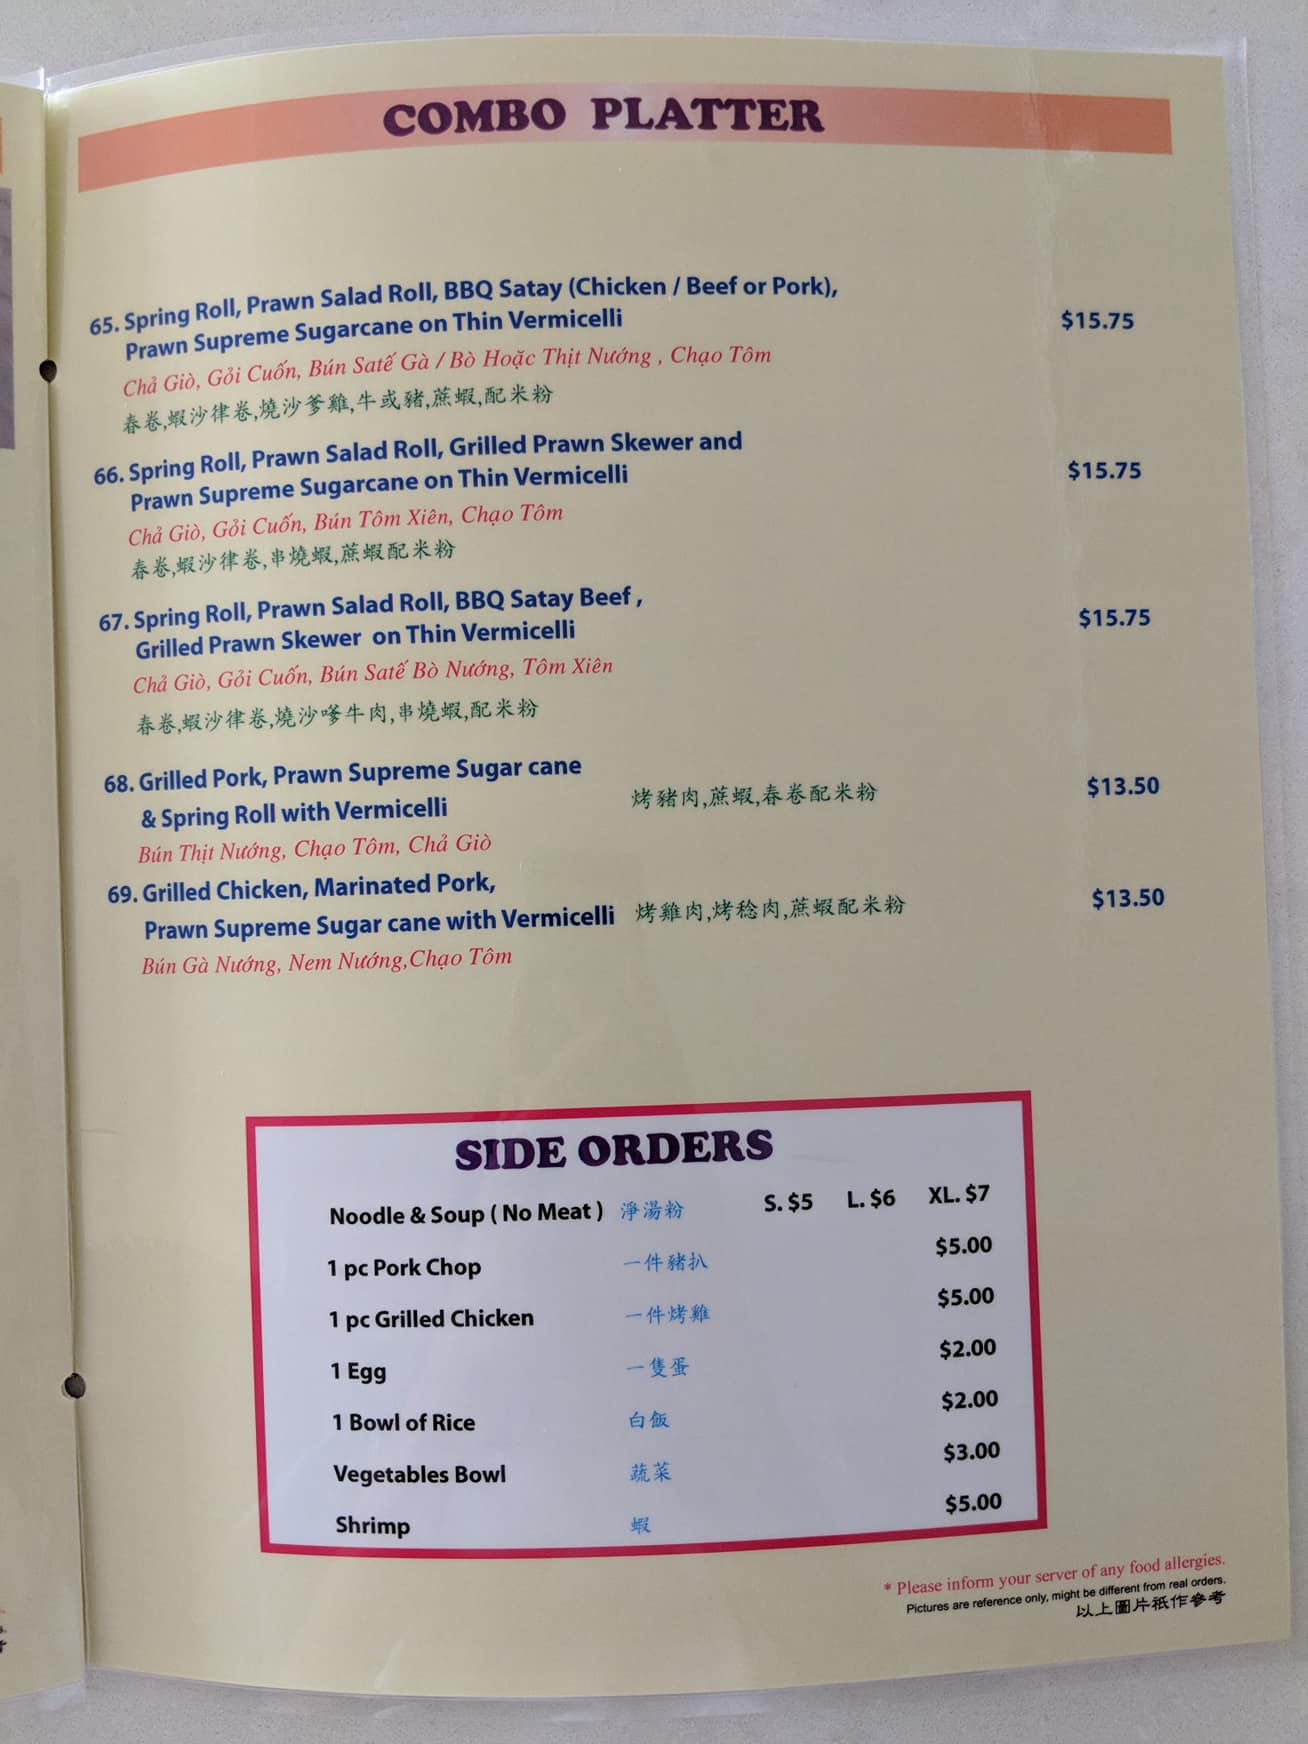 COMBO PLATTER
65. Spring Roll, Prawn Salad Roll, BBQ Satay (Chicken / Beef or Pork),
Prawn Supreme Sugarcane on Thin Vermicelli
$15.75
Chả Giò, Gỏi Cuốn, Bún Satế Gà / Bò Hoặc Thịt Nướng , Chạo Tôm
春卷,蝦沙律卷,燒沙爹雞,牛或豬,蔗蝦,配米粉
66. Spring Roll, Prawn Salad Roll, Grilled Prawn Skewer and
Prawn Supreme Sugarcane on Thin Vermicelli
$15.75
Chả Giò, Gỏi Cuốn, Bún Tôm Xiên, Chạo Tôm
春卷,蝦沙律卷,串燒蝦,蔗蝦配米粉
67. Spring Roll, Prawn Salad Roll, BBQ Satay Beef ,
Grilled Prawn Skewer on Thin Vermicelli
$15.75
Chả Giò, Gỏi Cuốn, Bún Satế Bò Nướng, Tôm Xiên
春卷,蝦沙律卷,燒沙嗲牛肉,串燒蝦,配米粉
68. Grilled Pork, Prawn Supreme Sugar cane
& Spring Roll with Vermicelli 烤豬肉,蔗蝦,春卷配米粉 $13.50
Bún Thịt Nướng, Chạo Tôm, Chả Giò
69. Grilled Chicken, Marinated Pork,
Prawn Supreme Sugar cane with Vermicelli 烤雞肉,烤稔肉,蔗蝦配米粉 $13.50
Bún Gà Nướng, Nem Nướng,Chạo Tôm
SIDE ORDERS
Noodle & Soup ( No Meat ) 淨湯粉 S. $5 L. $6 XL. $7
1 pc Pork Chop 一件豬扒 $5.00
1 pc Grilled Chicken 一件烤雞 $5.00
1 Egg 一隻蛋 $2.00
1 Bowl of Rice 白飯 $2.00
Vegetables Bowl 蔬菜 $3.00
Shrimp 蝦 $5.00
* Please inform your server of any food allergies.
Pictures are reference only, might be different from real orders.
以上圖片祇作參考